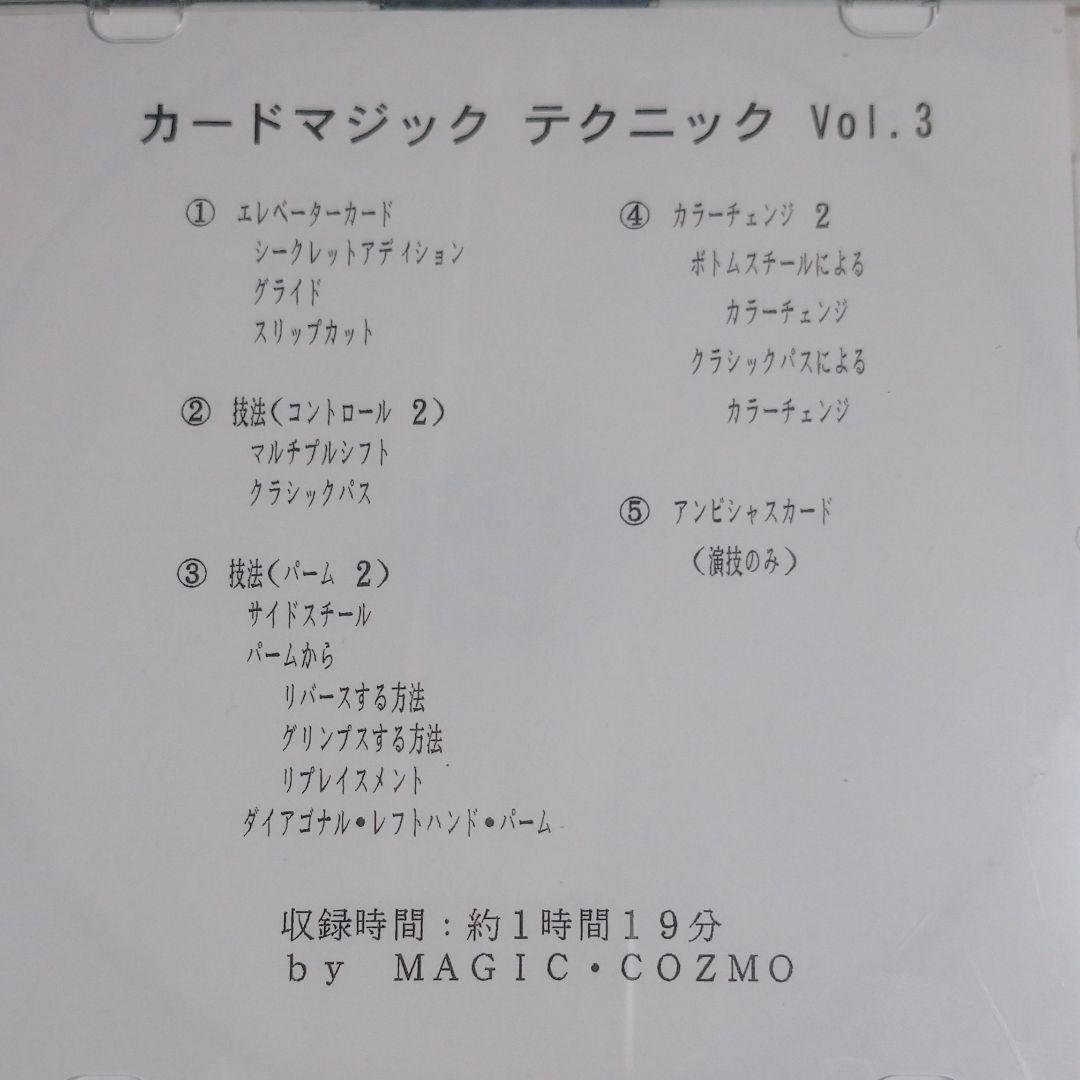 カードマジック テクニック Vol.3
① エレベーターカード
シークレットアディション
グライド
スリップカット
② 技法(コントロール 2)
マルチプルシフト
クラシックパス
③ 技法(パーム 2)
サイドスチール
パームから
リバースする方法
グリンプスする方法
リプレイスメント
ダイアゴナル•レフトハンド•パーム
④ カラーチェンジ 2
ボトムスチールによる
カラーチェンジ
クラシックパスによる
カラーチェンジ
⑤ アンビシャスカード
(演技のみ)
収録時間:約1時間19分
by MAGIC・COZMO